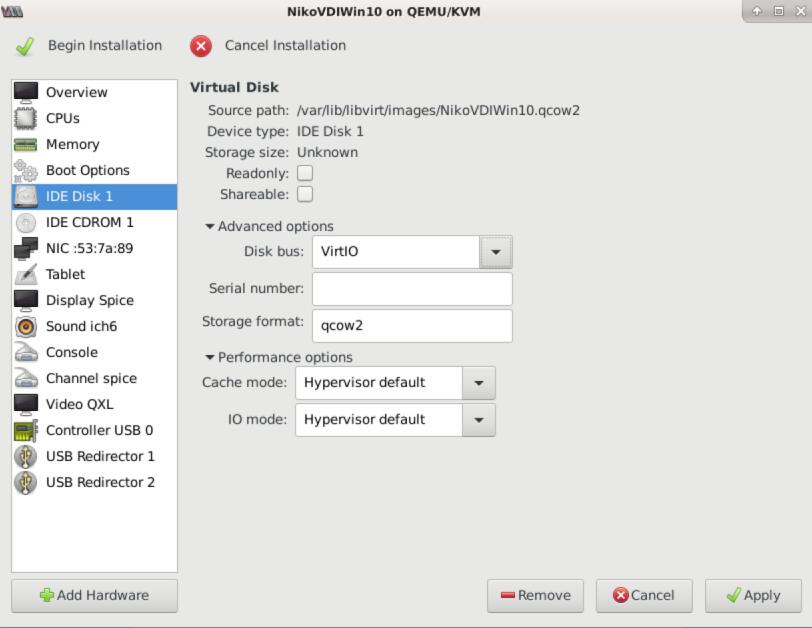 NikoVDIWin10 on QEMU/KVM
Begin Installation
Cancel Installation
Overview
CPUs
Memory
Boot Options
IDE Disk 1
IDE CDROM 1
NIC :53:7a:89
Tablet
Display Spice
Sound ich6
Console
Channel spice
Video QXL
Controller USB 0
USB Redirector 1
USB Redirector 2
Add Hardware
Virtual Disk
Source path: /var/lib/libvirt/images/NikoVDIWin10.qcow2
Device type: IDE Disk 1
Storage size: Unknown
Readonly:
Shareable:
Advanced options
Disk bus: VirtIO
Serial number:
Storage format: qcow2
Performance options
Cache mode: Hypervisor default
IO mode: Hypervisor default
Remove
Cancel
Apply